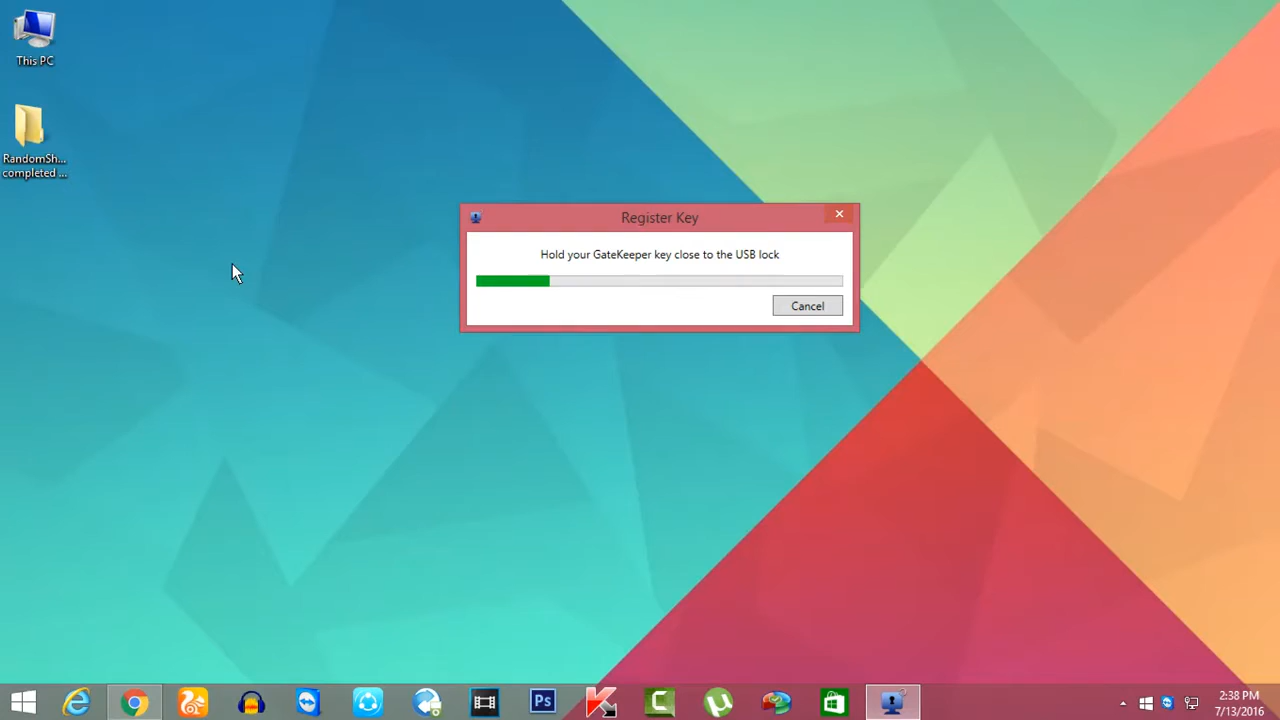 This PC
RandomSh...
completed ...
Register Key
Hold your GateKeeper key close to the USB lock
Cancel
Ps
2:38 PM
7/13/2016